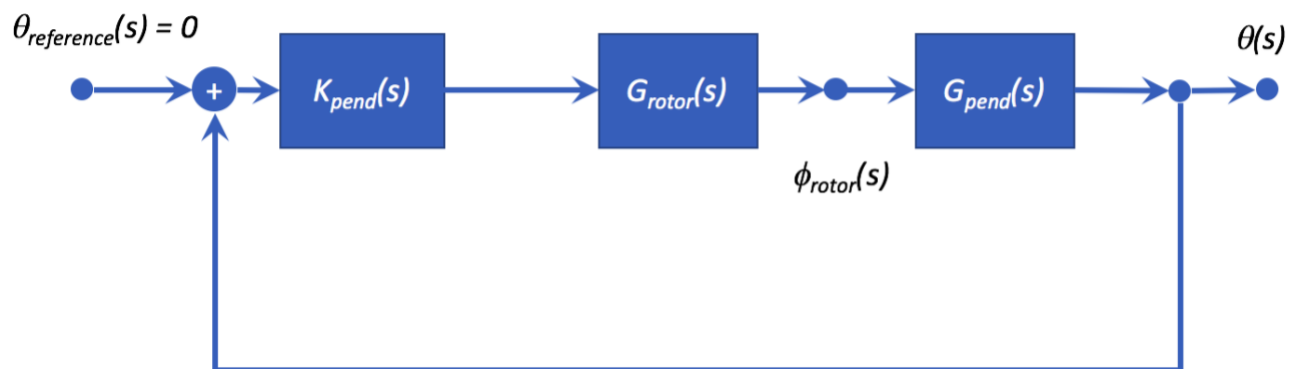 θreference(s) = 0
θ(s)
+
Kpend(s)
Grotor(s)
Gpend(s)
ϕrotor(s)